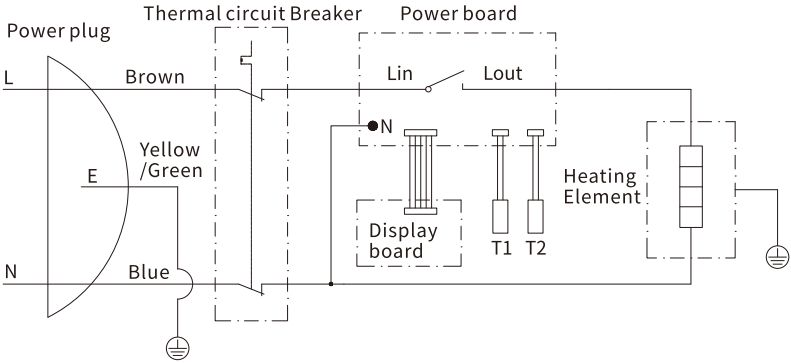 Thermal circuit Breaker
Power board
Power plug
L
Brown
Lin
Lout
N
Yellow
/Green
E
Heating
Element
Display
board
T1
T2
N
Blue